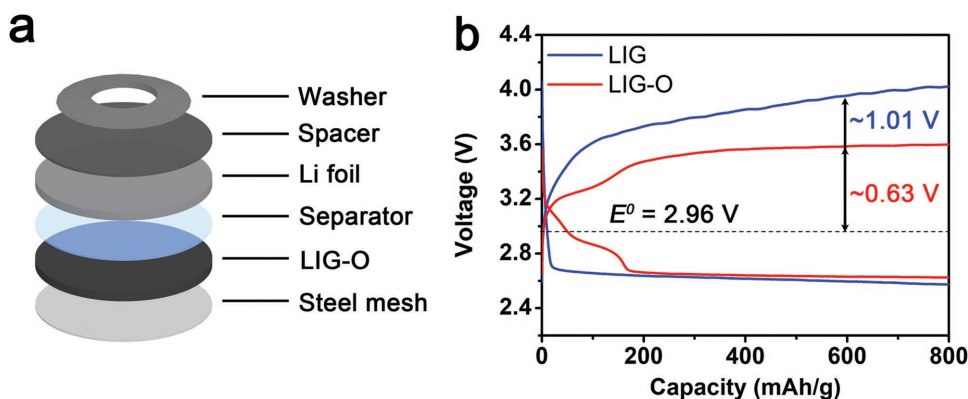 a
Washer
Spacer
Li foil
Separator
LIG-O
Steel mesh
b
LIG
LIG-O
4.4
4.0
3.6
3.2
2.8
2.4
Voltage (V)
~1.01 V
~0.63 V
E⁰ = 2.96 V
0 200 400 600 800
Capacity (mAh/g)